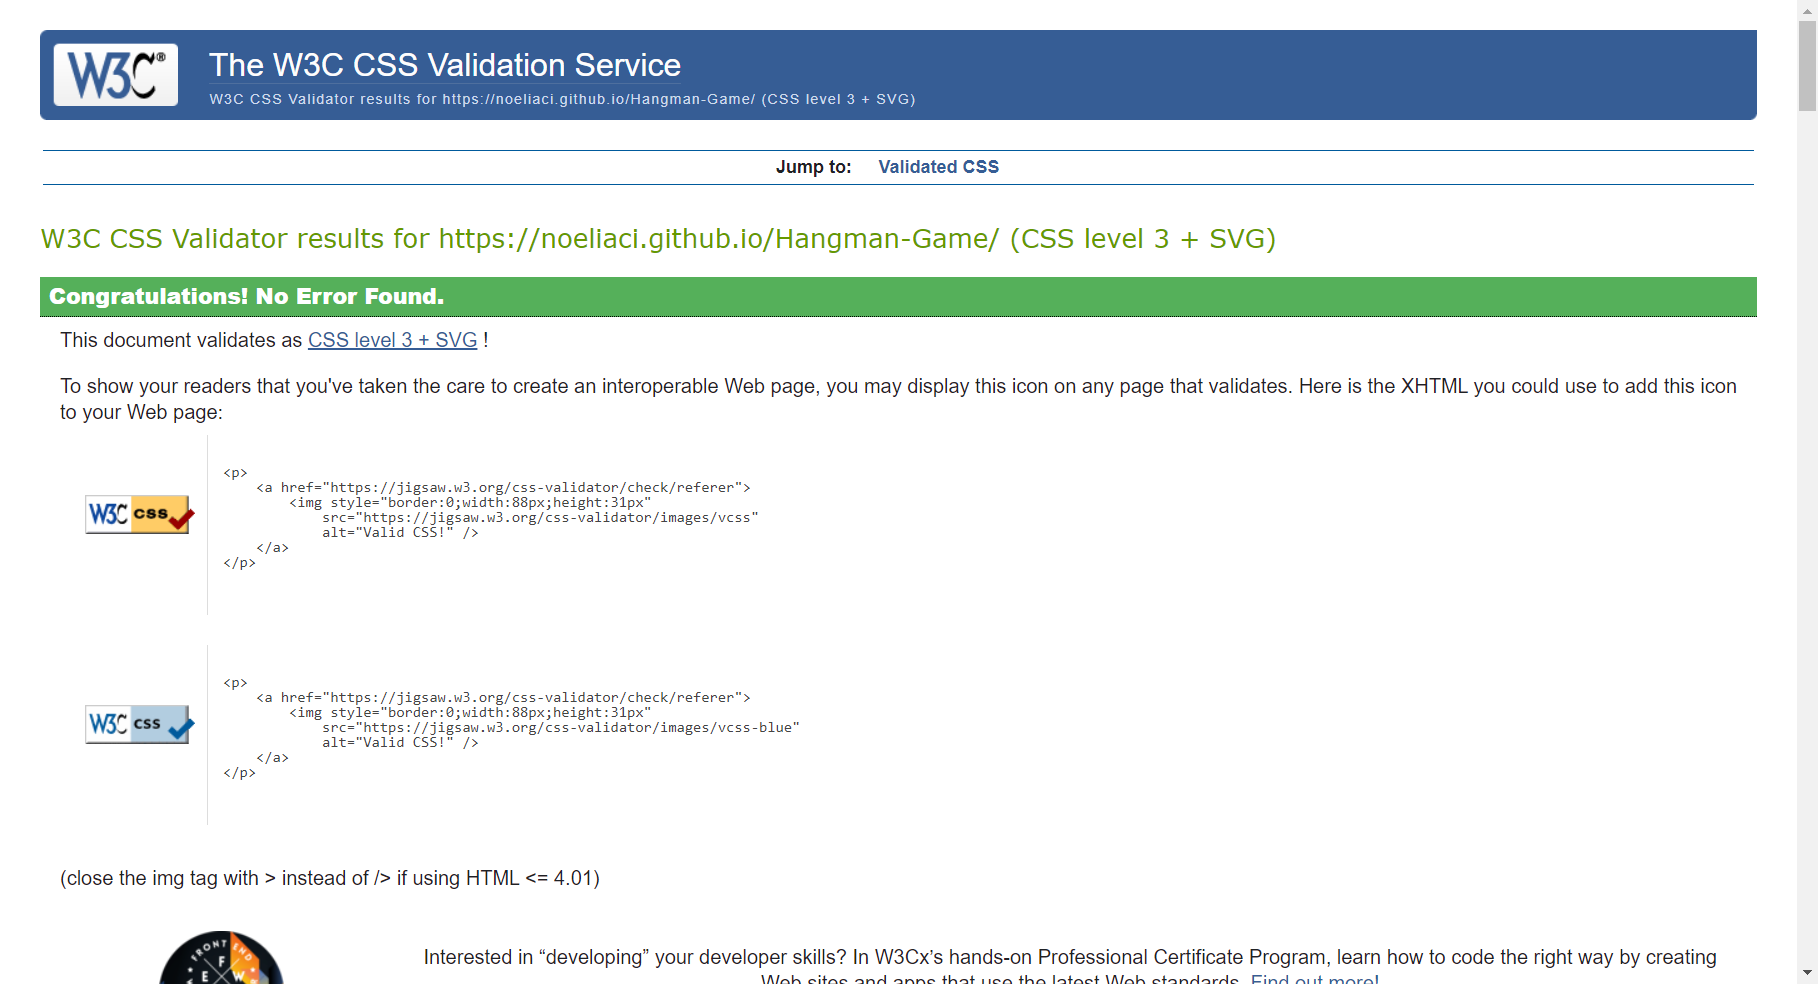 W3C®
The W3C CSS Validation Service
W3C CSS Validator results for https://noeliaci.github.io/Hangman-Game/ (CSS level 3 + SVG)
Jump to: Validated CSS
W3C CSS Validator results for https://noeliaci.github.io/Hangman-Game/ (CSS level 3 + SVG)
Congratulations! No Error Found.
This document validates as CSS level 3 + SVG !
To show your readers that you've taken the care to create an interoperable Web page, you may display this icon on any page that validates. Here is the XHTML you could use to add this icon
to your Web page:
W3C css
<p>
    <a href="https://jigsaw.w3.org/css-validator/check/referer">
        <img style="border:0;width:88px;height:31px"
            src="https://jigsaw.w3.org/css-validator/images/vcss"
            alt="Valid CSS!" />
    </a>
</p>
W3C css
<p>
    <a href="https://jigsaw.w3.org/css-validator/check/referer">
        <img style="border:0;width:88px;height:31px"
            src="https://jigsaw.w3.org/css-validator/images/vcss-blue"
            alt="Valid CSS!" />
    </a>
</p>
(close the img tag with > instead of /> if using HTML <= 4.01)
FRONT END
F
E W
Interested in “developing” your developer skills? In W3Cx’s hands-on Professional Certificate Program, learn how to code the right way by creating
Web sites and apps that use the latest Web standards. Find out more!